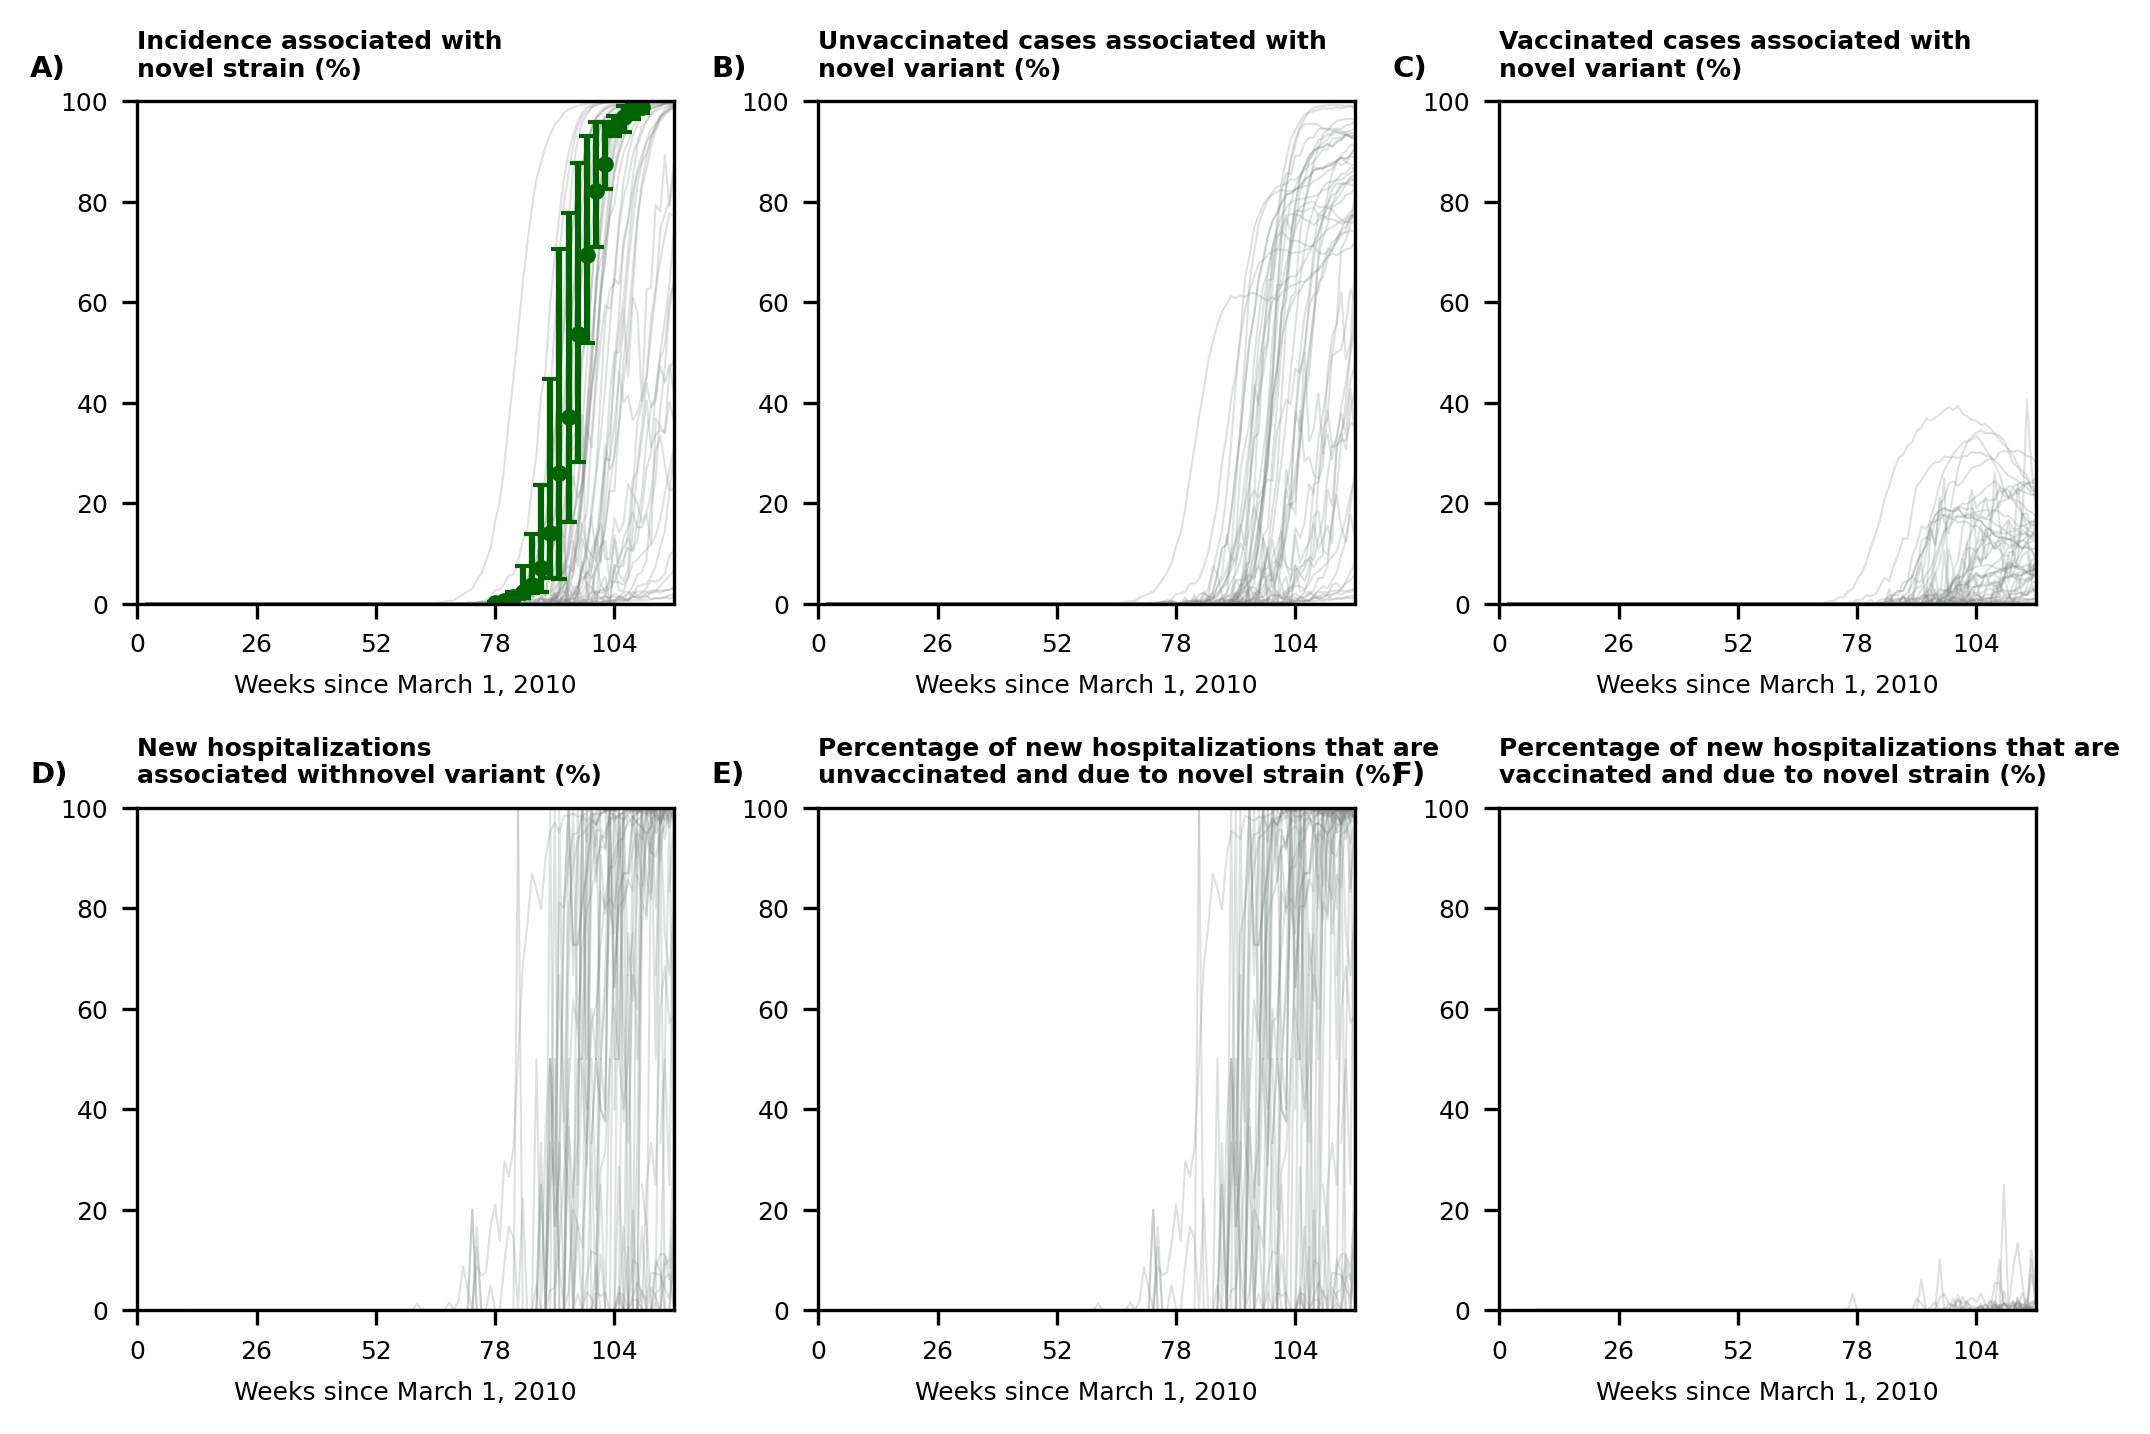 A)
Incidence associated with
novel strain (%)
100
80
60
40
20
0
0 26 52 78 104
Weeks since March 1, 2010
B)
Unvaccinated cases associated with
novel variant (%)
100
80
60
40
20
0
0 26 52 78 104
Weeks since March 1, 2010
C)
Vaccinated cases associated with
novel variant (%)
100
80
60
40
20
0
0 26 52 78 104
Weeks since March 1, 2010
D)
New hospitalizations
associated withnovel variant (%)
100
80
60
40
20
0
0 26 52 78 104
Weeks since March 1, 2010
E)
Percentage of new hospitalizations that are
unvaccinated and due to novel strain (%)
100
80
60
40
20
0
0 26 52 78 104
Weeks since March 1, 2010
F)
Percentage of new hospitalizations that are
vaccinated and due to novel strain (%)
100
80
60
40
20
0
0 26 52 78 104
Weeks since March 1, 2010